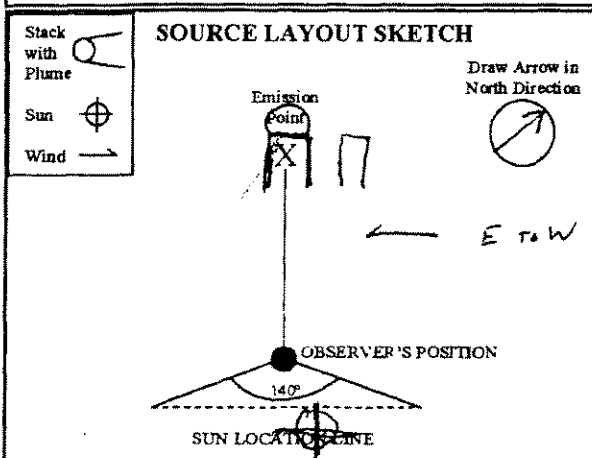 SOURCE LAYOUT SKETCH
Stack
with
Plume
Sun
Wind
Draw Arrow in
North Direction
Emission
Point
X
E To W
OBSERVER'S POSITION
140°
SUN LOCATION LINE